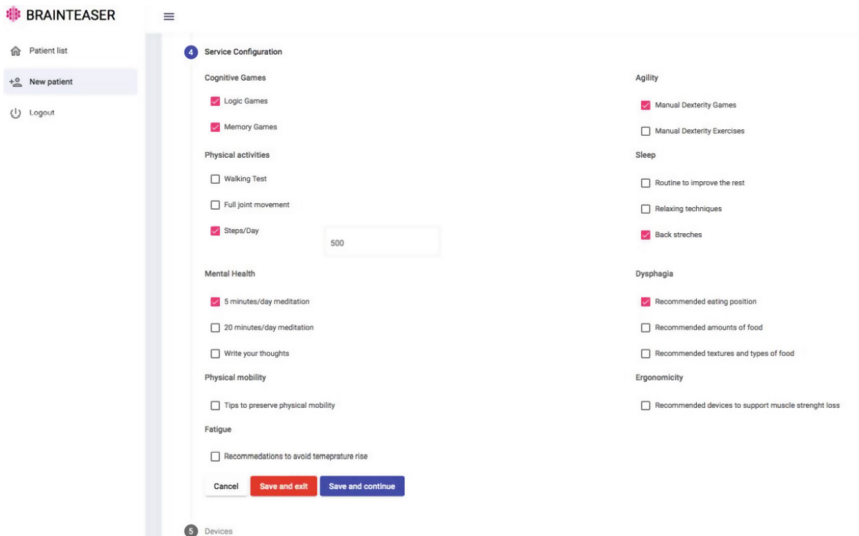 BRAINTEASER
Patient list
New patient
Logout
4 Service Configuration
Cognitive Games
Logic Games
Memory Games
Physical activities
Walking Test
Full joint movement
Steps/Day 500
Mental Health
5 minutes/day meditation
20 minutes/day meditation
Write your thoughts
Physical mobility
Tips to preserve physical mobility
Fatigue
Recommedations to avoid temeprature rise
Agility
Manual Dexterity Games
Manual Dexterity Exercises
Sleep
Routine to improve the rest
Relaxing techniques
Back streches
Dysphagia
Recommended eating position
Recommended amounts of food
Recommended textures and types of food
Ergonomicity
Recommended devices to support muscle strenght loss
Cancel Save and exit Save and continue
5 Devices